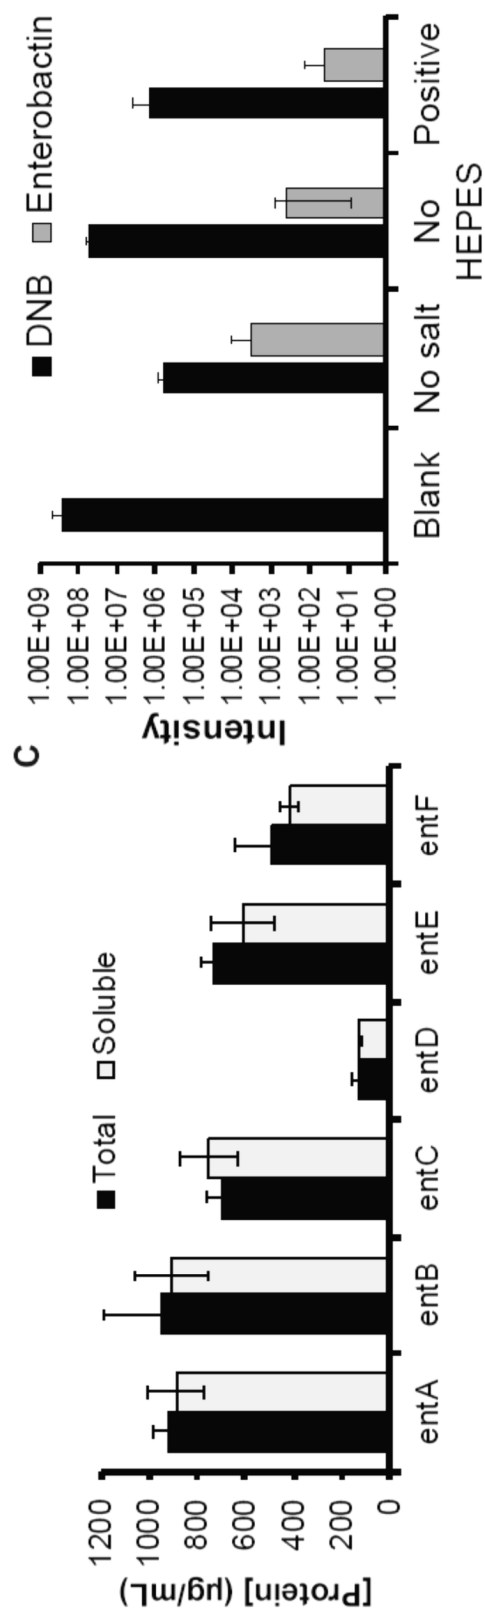 ■ Total □ Soluble
[Protein] (µg/mL)
1200
1000
800
600
400
200
0
entA entB entC entD entE entF
C
■ DNB ■ Enterobactin
Intensity
1.00E+09
1.00E+08
1.00E+07
1.00E+06
1.00E+05
1.00E+04
1.00E+03
1.00E+02
1.00E+01
1.00E+00
Blank No salt No Positive
HEPES